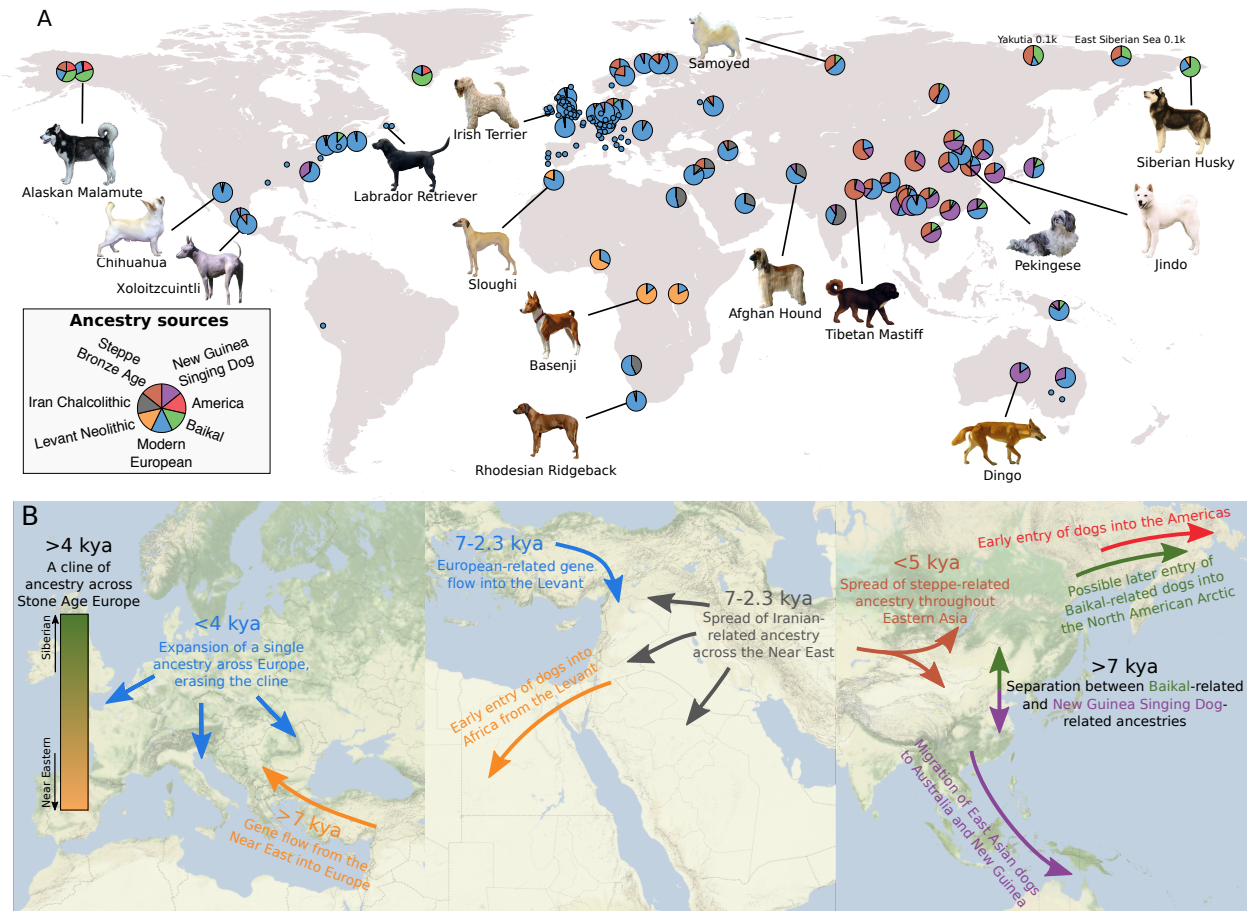 A
Samoyed
Yakutia 0.1k
East Siberian Sea 0.1k
Irish Terrier
Siberian Husky
Alaskan Malamute
Labrador Retriever
Chihuahua
Xoloitzcuintli
Sloughi
Pekingese
Jindo
Afghan Hound
Tibetan Mastiff
Basenji
Rhodesian Ridgeback
Dingo
Ancestry sources
Steppe
Bronze Age
New Guinea
Singing Dog
Iran Chalcolithic
America
Levant Neolithic
Baikal
Modern
European
B
>4 kya
A cline of
ancestry across
Stone Age Europe
Siberian
Near Eastern
<4 kya
Expansion of a single
ancestry aross Europe,
erasing the cline
>7 kya
Gene flow from the
Near East into Europe
7-2.3 kya
European-related gene
flow into the Levant
7-2.3 kya
Spread of Iranian-
related ancestry
across the Near East
Early entry of dogs into
Africa from the Levant
Early entry of dogs into the Americas
<5 kya
Spread of steppe-related
ancestry throughout
Eastern Asia
Possible later entry of
Baikal-related dogs into
the North American Arctic
>7 kya
Separation between Baikal-related
and New Guinea Singing Dog-
related ancestries
Migration of East Asian dogs
to Australia and New Guinea